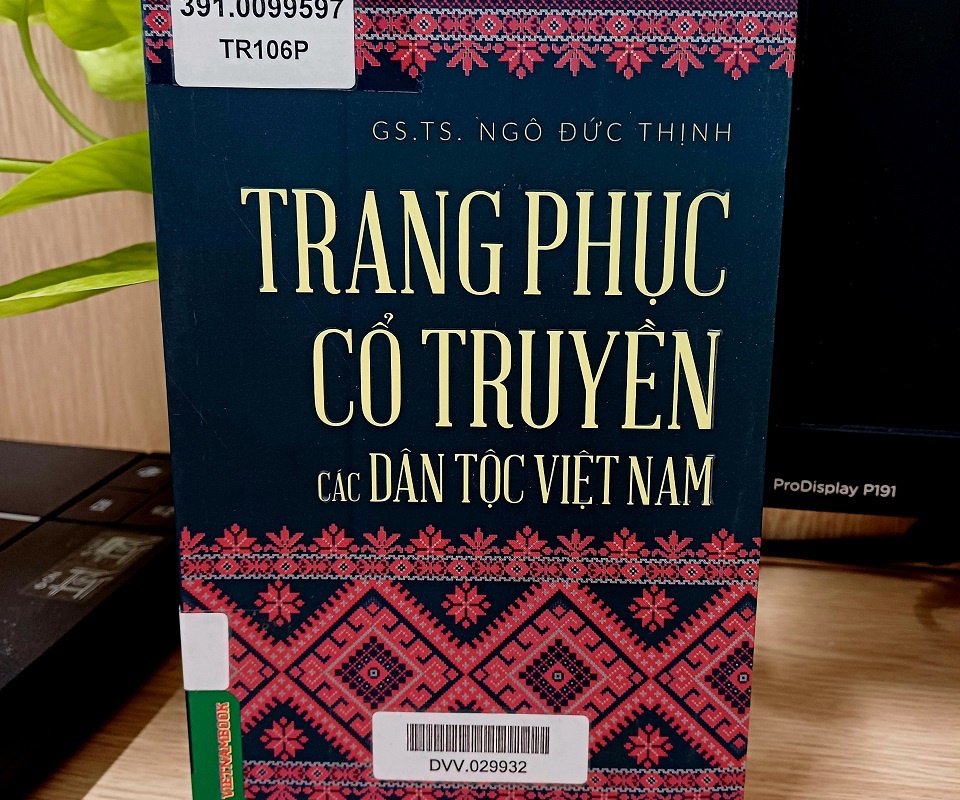 391.0099597
TR106P
GS.TS. NGÔ ĐỨC THỊNH
TRANG PHỤC
CỔ TRUYỀN
CÁC DÂN TỘC VIỆT NAM
ProDisplay P191
VIETNAMBOOK
DVV.029932